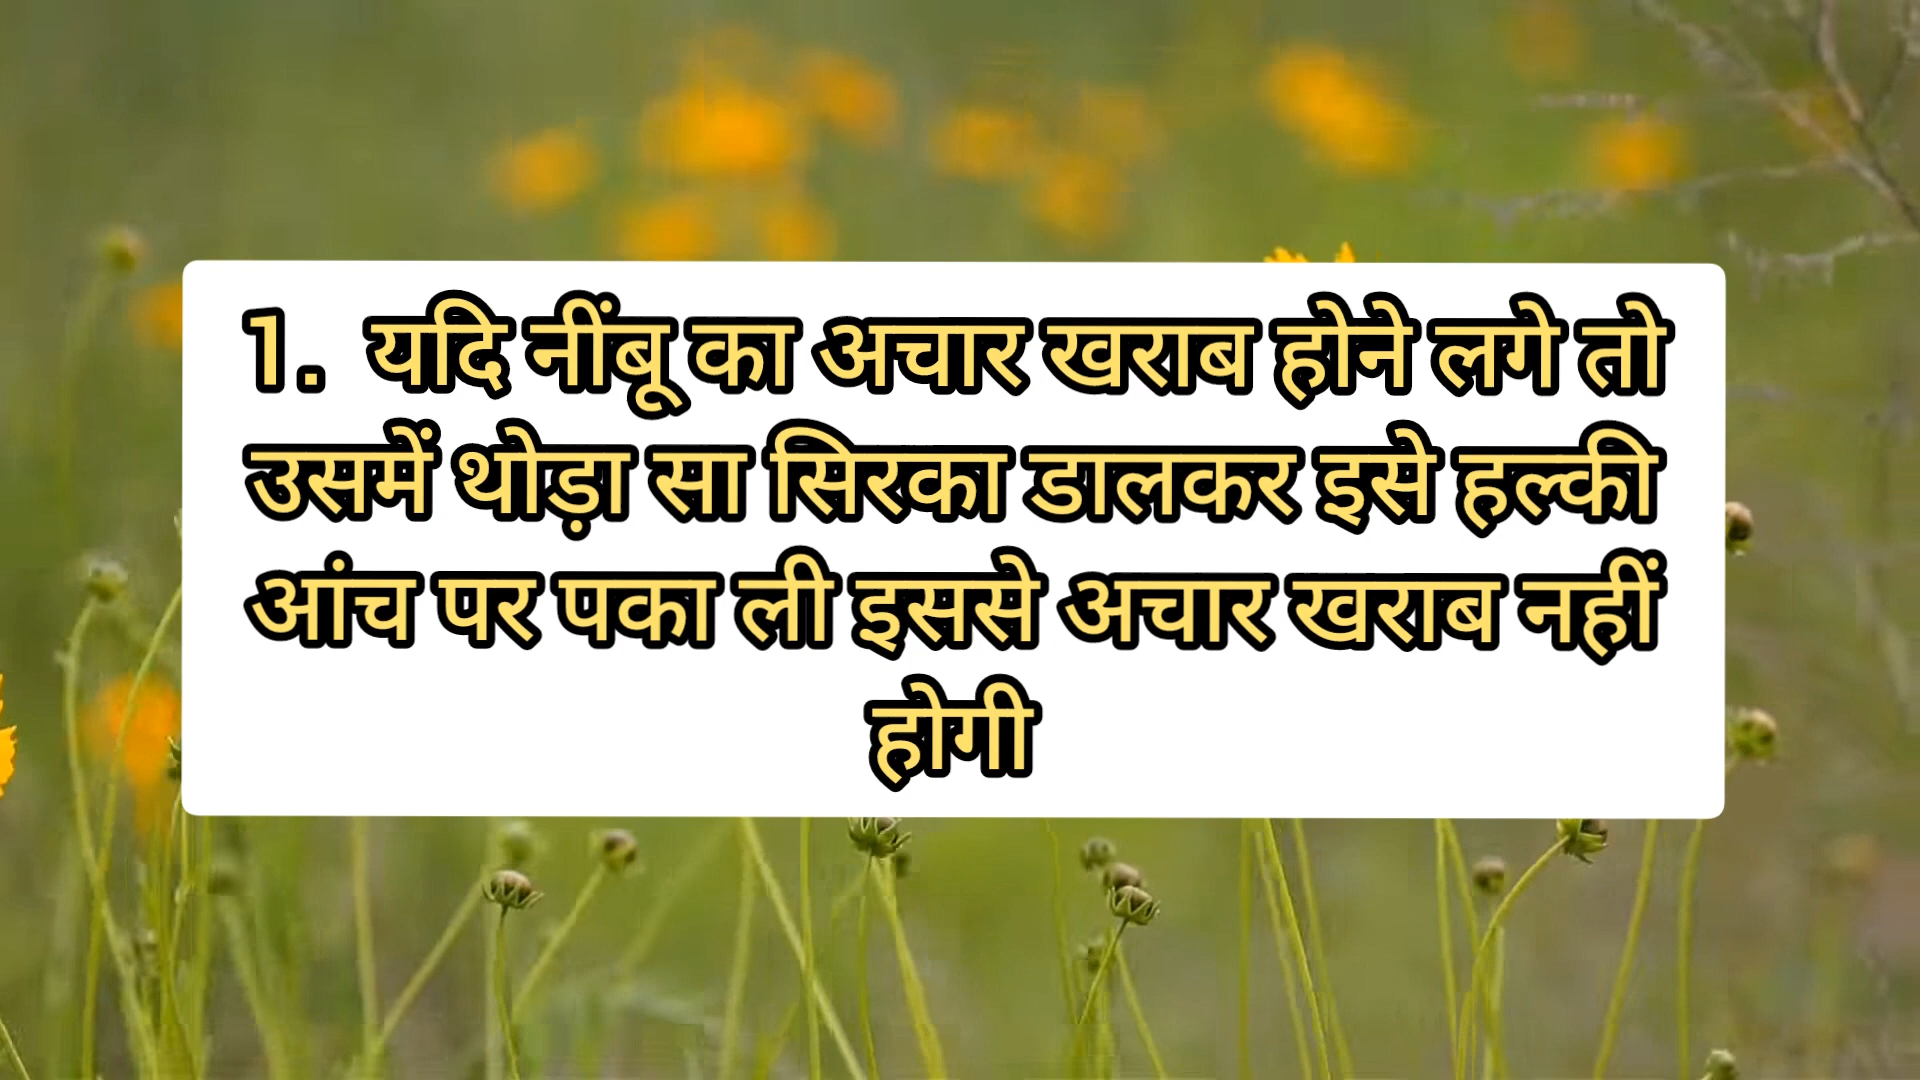 1. यदि नींबू का अचार खराब होने लगे तो
उसमें थोड़ा सा सिरका डालकर इसे हल्की
आंच पर पका ली इससे अचार खराब नहीं
होगी